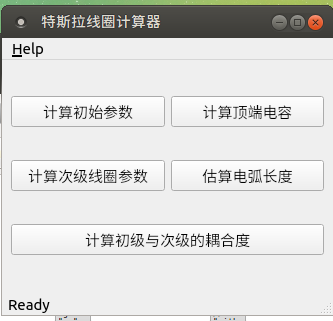 特斯拉线圈计算器
Help
计算初始参数 计算顶端电容
计算次级线圈参数 估算电弧长度
计算初级与次级的耦合度
Ready